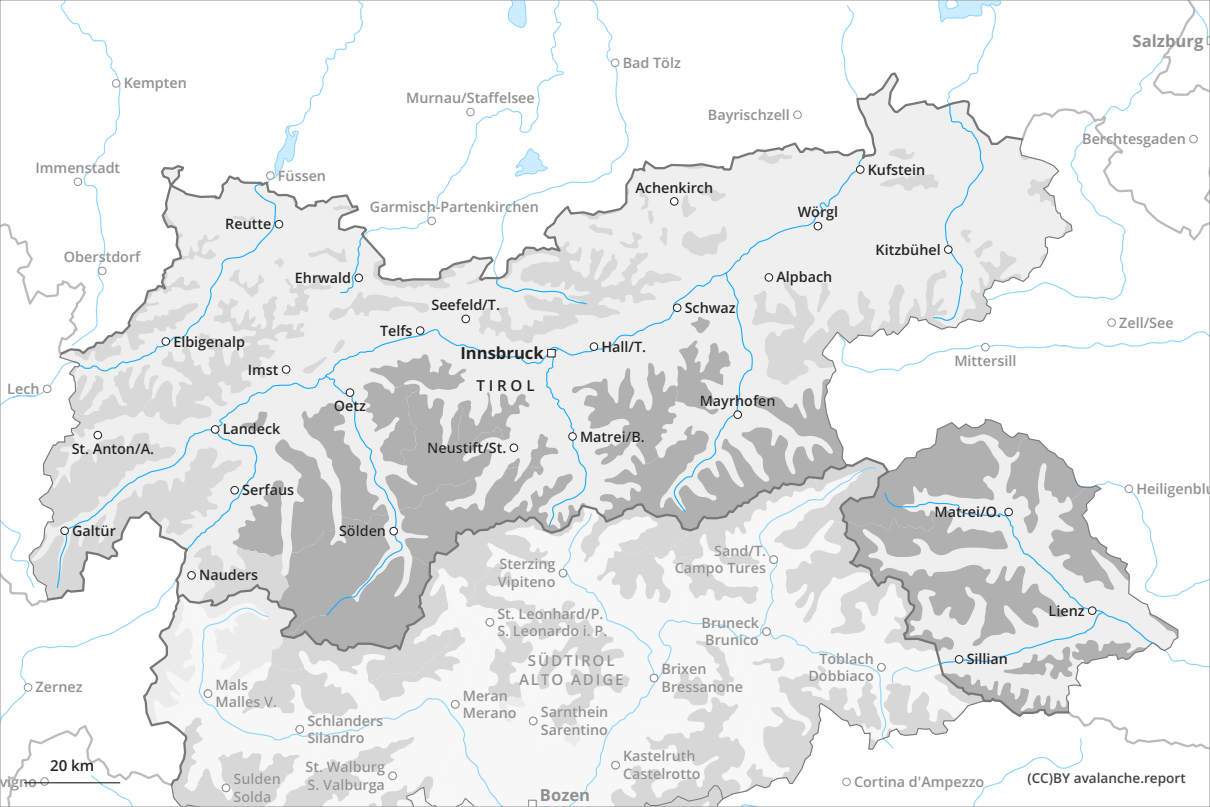 Salzburg
Bad Tölz
Kempten
Murnau/Staffelsee
Bayrischzell
Berchtesgaden
Immenstadt
Füssen
Kufstein
Achenkirch
Garmisch-Partenkirchen
Wörgl
Reutte
Kitzbühel
Oberstdorf
Ehrwald
Alpbach
Seefeld/T.
Schwaz
Zell/See
Telfs
Elbigenalp
Hall/T.
Innsbruck
Mittersill
Imst
TIROL
Lech
Oetz
Mayrhofen
Landeck
Matrei/B.
St. Anton/A.
Neustift/St.
Serfaus
Heiligenblu
Matrei/O.
Galtür
Sölden
Sand/T.
Campo Tures
Sterzing
Vipiteno
Nauders
Lienz
St. Leonhard/P.
S. Leonardo i. P.
Bruneck
Brunico
SÜDTIROL
ALTO ADIGE
Toblach
Dobbiaco
Sillian
Brixen
Bressanone
Zernez
Mals
Malles V.
Meran
Merano
Sarnthein
Sarentino
Schlanders
Silandro
Kastelruth
Castelrotto
St. Walburg
S. Valburga
20 km
vigno
Sulden
Solda
Cortina d'Ampezzo
(CC)BY avalanche.report
Bozen